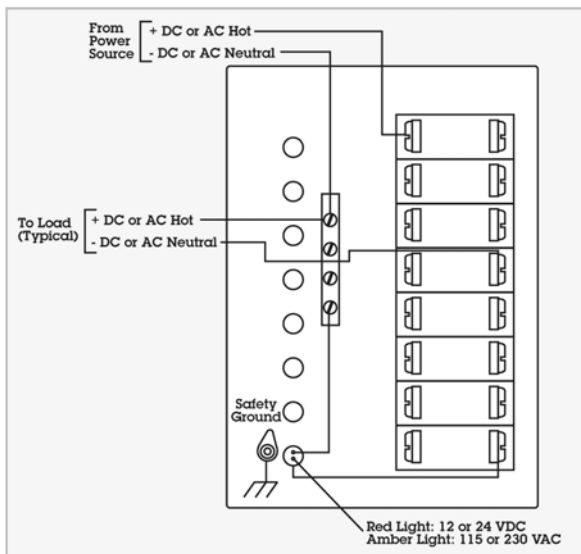 From
Power
Source
+ DC or AC Hot
- DC or AC Neutral
To Load
(Typical)
+ DC or AC Hot
- DC or AC Neutral
Safety
Ground
Red Light: 12 or 24 VDC
Amber Light: 115 or 230 VAC